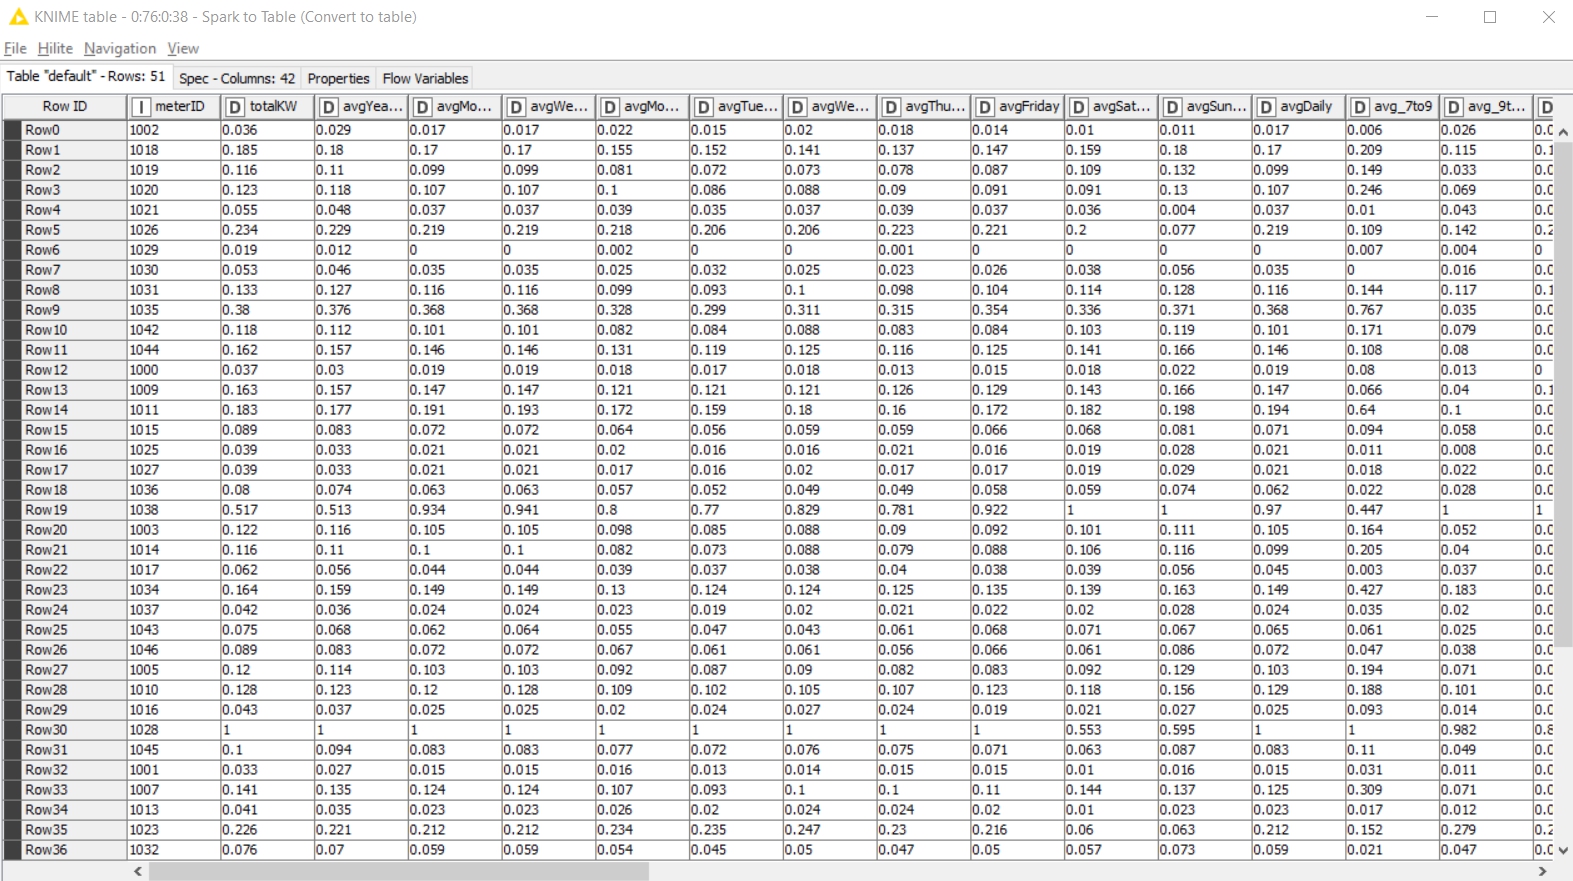 KNIME table - 0:76:0:38 - Spark to Table (Convert to table)
File Hilite Navigation View
Table "default" - Rows: 51 Spec - Columns: 42 Properties Flow Variables
Row ID I meterID D totalKW D avgYea... D avgMo... D avgWe... D avgMo... D avgTue... D avgWe... D avgThu... D avgFriday D avgSat... D avgSun... D avgDaily D avg_7to9 D avg_9t... D
Row0 1002 0.036 0.029 0.017 0.017 0.022 0.015 0.02 0.018 0.014 0.01 0.011 0.017 0.006 0.026 0.0
Row1 1018 0.185 0.18 0.17 0.17 0.155 0.152 0.141 0.137 0.147 0.159 0.18 0.17 0.209 0.115 0.1
Row2 1019 0.116 0.11 0.099 0.099 0.081 0.072 0.073 0.078 0.087 0.109 0.132 0.099 0.149 0.033 0.0
Row3 1020 0.123 0.118 0.107 0.107 0.1 0.086 0.088 0.09 0.091 0.091 0.13 0.107 0.246 0.069 0.0
Row4 1021 0.055 0.048 0.037 0.037 0.039 0.035 0.037 0.039 0.037 0.036 0.004 0.037 0.01 0.043 0.0
Row5 1026 0.234 0.229 0.219 0.219 0.218 0.206 0.206 0.223 0.221 0.2 0.077 0.219 0.109 0.142 0.2
Row6 1029 0.019 0.012 0 0 0.002 0 0 0.001 0 0 0 0 0.007 0.004 0
Row7 1030 0.053 0.046 0.035 0.035 0.025 0.032 0.025 0.023 0.026 0.038 0.056 0.035 0 0.016 0.0
Row8 1031 0.133 0.127 0.116 0.116 0.099 0.093 0.1 0.098 0.104 0.114 0.128 0.116 0.144 0.117 0.1
Row9 1035 0.38 0.376 0.368 0.368 0.328 0.299 0.311 0.315 0.354 0.336 0.371 0.368 0.767 0.035 0.0
Row10 1042 0.118 0.112 0.101 0.101 0.082 0.084 0.088 0.083 0.084 0.103 0.119 0.101 0.171 0.079 0.0
Row11 1044 0.162 0.157 0.146 0.146 0.131 0.119 0.125 0.116 0.125 0.141 0.166 0.146 0.108 0.08 0.0
Row12 1000 0.037 0.03 0.019 0.019 0.018 0.017 0.018 0.013 0.015 0.018 0.022 0.019 0.08 0.013 0
Row13 1009 0.163 0.157 0.147 0.147 0.121 0.121 0.121 0.126 0.129 0.143 0.166 0.147 0.066 0.04 0.1
Row14 1011 0.183 0.177 0.191 0.193 0.172 0.159 0.18 0.16 0.172 0.182 0.198 0.194 0.64 0.1 0.0
Row15 1015 0.089 0.083 0.072 0.072 0.064 0.056 0.059 0.059 0.066 0.068 0.081 0.071 0.094 0.058 0.0
Row16 1025 0.039 0.033 0.021 0.021 0.02 0.016 0.016 0.021 0.016 0.019 0.028 0.021 0.011 0.008 0.0
Row17 1027 0.039 0.033 0.021 0.021 0.017 0.016 0.02 0.017 0.017 0.019 0.029 0.021 0.018 0.022 0.0
Row18 1036 0.08 0.074 0.063 0.063 0.057 0.052 0.049 0.049 0.058 0.059 0.074 0.062 0.022 0.028 0.0
Row19 1038 0.517 0.513 0.934 0.941 0.8 0.77 0.829 0.781 0.922 1 1 0.97 0.447 1 1
Row20 1003 0.122 0.116 0.105 0.105 0.098 0.085 0.088 0.09 0.092 0.101 0.111 0.105 0.164 0.052 0.0
Row21 1014 0.116 0.11 0.1 0.1 0.082 0.073 0.088 0.079 0.088 0.106 0.116 0.099 0.205 0.04 0.0
Row22 1017 0.062 0.056 0.044 0.044 0.039 0.037 0.038 0.04 0.038 0.039 0.056 0.045 0.003 0.037 0.0
Row23 1034 0.164 0.159 0.149 0.149 0.13 0.124 0.124 0.125 0.135 0.139 0.163 0.149 0.427 0.183 0.0
Row24 1037 0.042 0.036 0.024 0.024 0.023 0.019 0.02 0.021 0.022 0.02 0.028 0.024 0.035 0.02 0.0
Row25 1043 0.075 0.068 0.062 0.064 0.055 0.047 0.043 0.061 0.068 0.071 0.067 0.065 0.061 0.025 0.0
Row26 1046 0.089 0.083 0.072 0.072 0.067 0.061 0.061 0.056 0.066 0.061 0.086 0.072 0.047 0.038 0.0
Row27 1005 0.12 0.114 0.103 0.103 0.092 0.087 0.09 0.082 0.083 0.092 0.129 0.103 0.194 0.071 0.0
Row28 1010 0.128 0.123 0.12 0.128 0.109 0.102 0.105 0.107 0.123 0.118 0.156 0.129 0.188 0.101 0.0
Row29 1016 0.043 0.037 0.025 0.025 0.02 0.024 0.027 0.024 0.019 0.021 0.027 0.025 0.093 0.014 0.0
Row30 1028 1 1 1 1 1 1 1 1 1 0.553 0.595 1 1 0.982 0.8
Row31 1045 0.1 0.094 0.083 0.083 0.077 0.072 0.076 0.075 0.071 0.063 0.087 0.083 0.11 0.049 0.0
Row32 1001 0.033 0.027 0.015 0.015 0.016 0.013 0.014 0.015 0.015 0.01 0.016 0.015 0.031 0.011 0.0
Row33 1007 0.141 0.135 0.124 0.124 0.107 0.093 0.1 0.1 0.11 0.144 0.137 0.125 0.309 0.071 0.0
Row34 1013 0.041 0.035 0.023 0.023 0.026 0.02 0.024 0.024 0.02 0.01 0.023 0.023 0.017 0.012 0.0
Row35 1023 0.226 0.221 0.212 0.212 0.234 0.235 0.247 0.23 0.216 0.06 0.063 0.212 0.152 0.279 0.2
Row36 1032 0.076 0.07 0.059 0.059 0.054 0.045 0.05 0.047 0.05 0.057 0.073 0.059 0.021 0.047 0.0